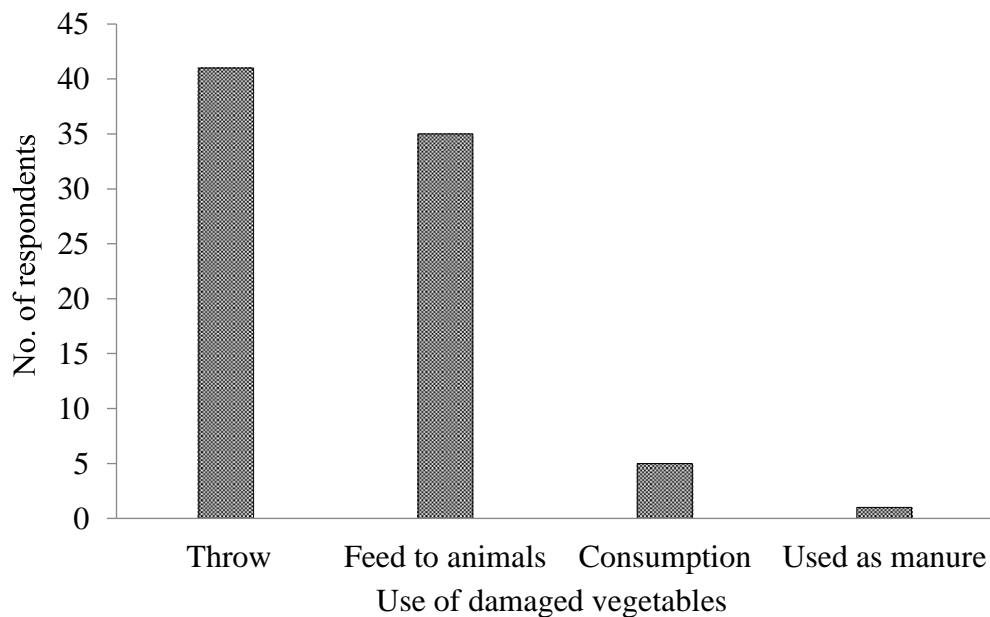 45
40
35
30
25
20
15
10
5
0
No. of respondents
Throw
Feed to animals
Consumption
Used as manure
Use of damaged vegetables